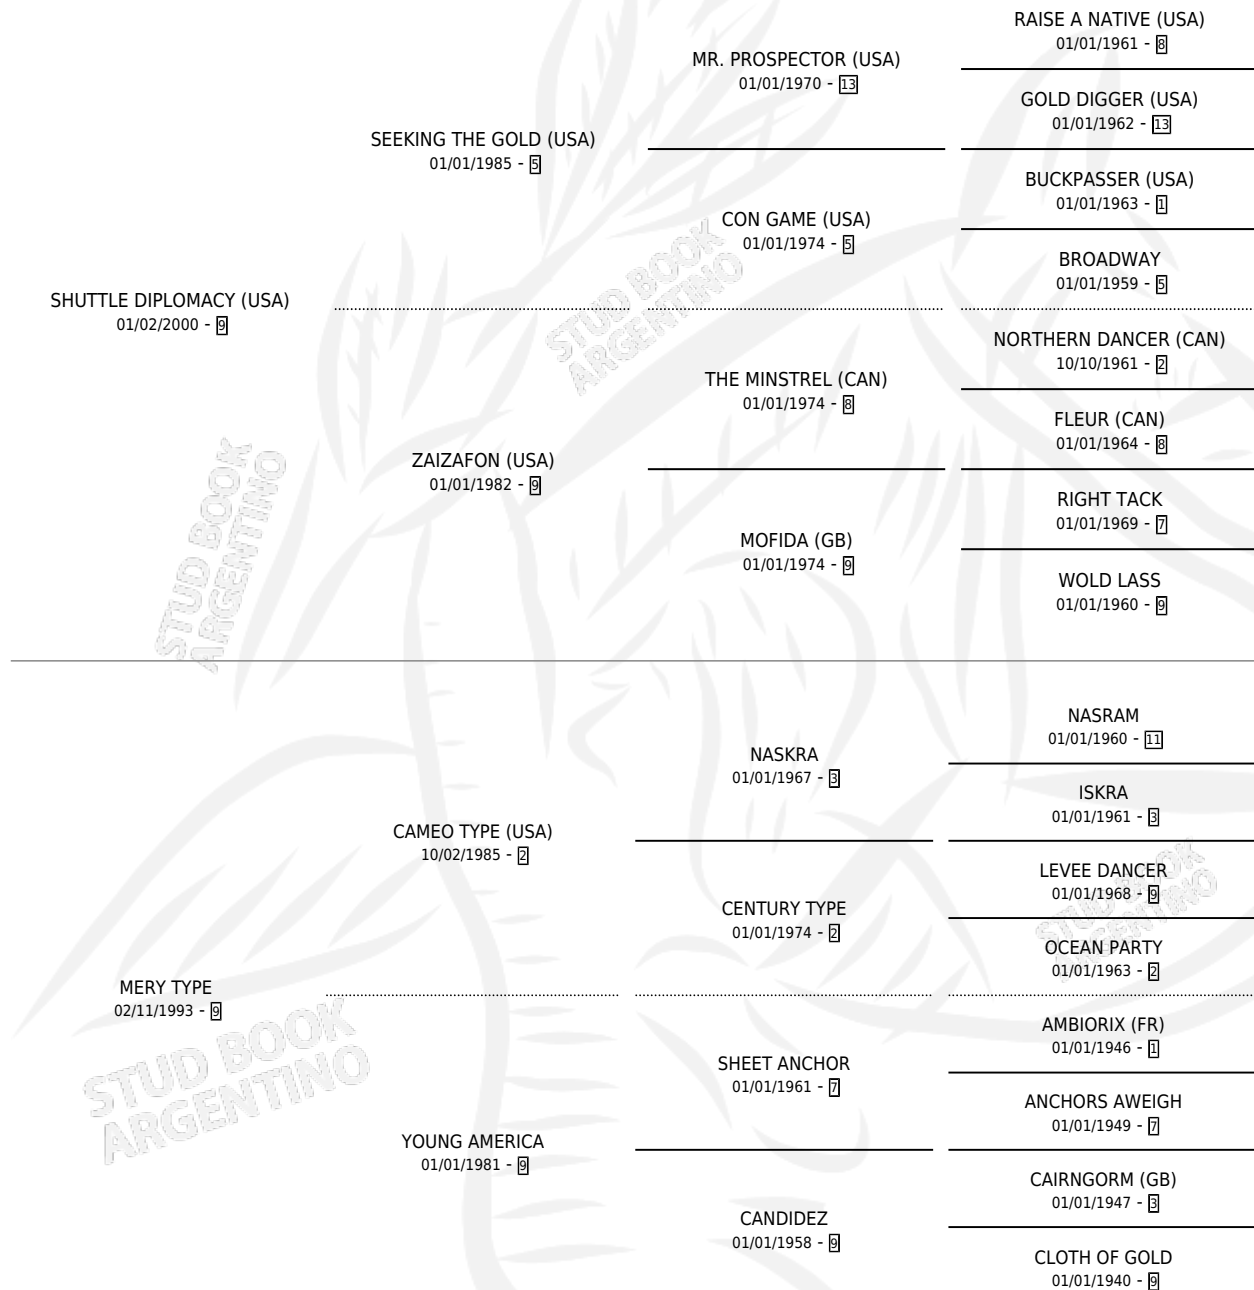 SHUTTLE DIPLOMACY (USA)
01/02/2000 - 9
SEEKING THE GOLD (USA)
01/01/1985 - 5
MR. PROSPECTOR (USA)
01/01/1970 - 13
RAISE A NATIVE (USA)
01/01/1961 - 8
GOLD DIGGER (USA)
01/01/1962 - 13
CON GAME (USA)
01/01/1974 - 5
BUCKPASSER (USA)
01/01/1963 - 1
BROADWAY
01/01/1959 - 5
ZAIZAFON (USA)
01/01/1982 - 9
THE MINSTREL (CAN)
01/01/1974 - 8
NORTHERN DANCER (CAN)
10/10/1961 - 2
FLEUR (CAN)
01/01/1964 - 8
MOFIDA (GB)
01/01/1974 - 9
RIGHT TACK
01/01/1969 - 7
WOLD LASS
01/01/1960 - 9
MERY TYPE
02/11/1993 - 9
CAMEO TYPE (USA)
10/02/1985 - 2
NASKRA
01/01/1967 - 3
NASRAM
01/01/1960 - 11
ISKRA
01/01/1961 - 3
CENTURY TYPE
01/01/1974 - 2
LEVEE DANCER
01/01/1968 - 9
OCEAN PARTY
01/01/1963 - 2
YOUNG AMERICA
01/01/1981 - 9
SHEET ANCHOR
01/01/1961 - 7
AMBIORIX (FR)
01/01/1946 - 1
ANCHORS AWEIGH
01/01/1949 - 7
CANDIDEZ
01/01/1958 - 9
CAIRNGORM (GB)
01/01/1947 - 3
CLOTH OF GOLD
01/01/1940 - 9
STUD BOOK
ARGENTINO
STUD BOOK
ARGENTINO
STUD BOOK
ARGENTINO
STUD BOOK
ARGENTINO